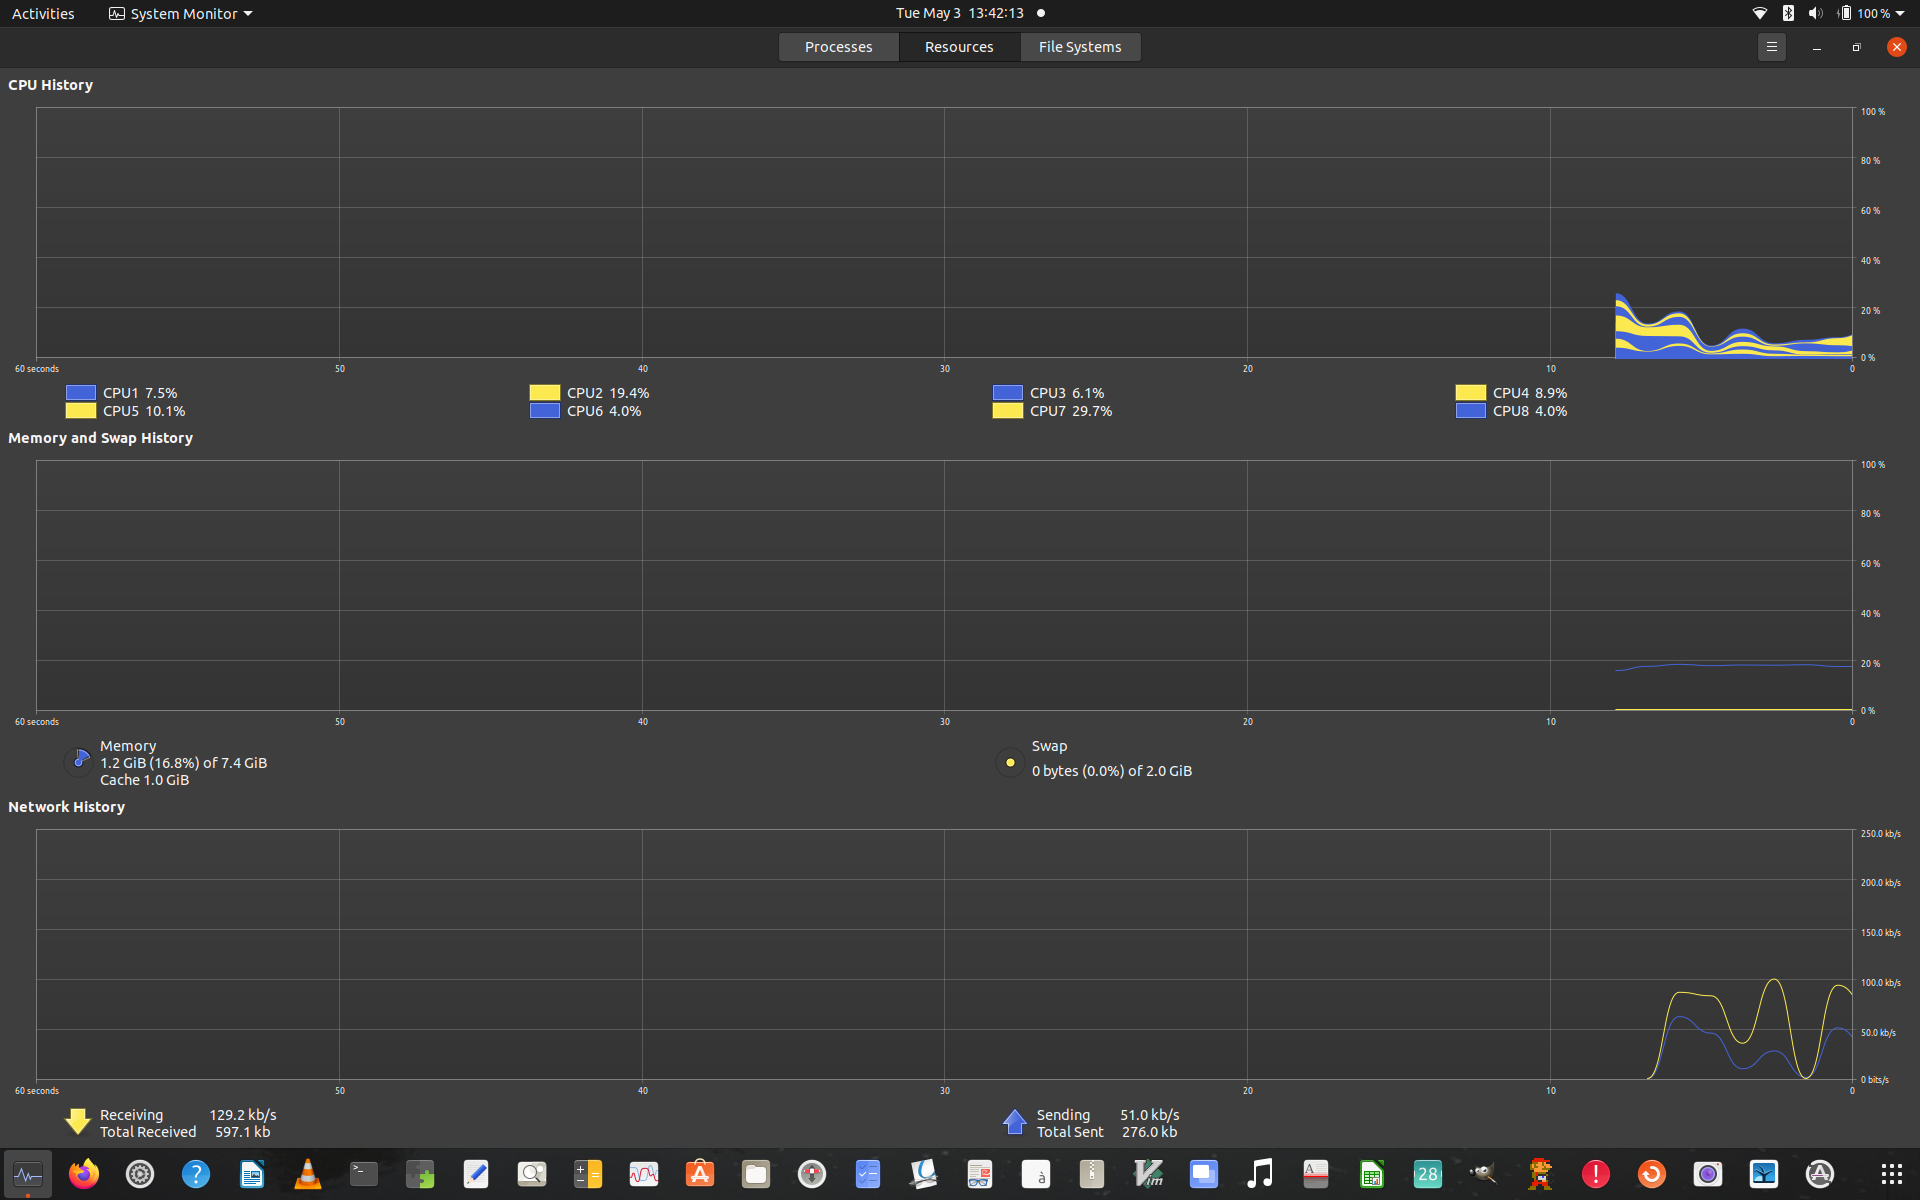 Activities
System Monitor
Tue May 3 13:42:13
100 %
Processes
Resources
File Systems
CPU History
100 %
80 %
60 %
40 %
20 %
0 %
60 seconds 50 40 30 20 10 0
CPU1 7.5% CPU2 19.4% CPU3 6.1% CPU4 8.9%
CPU5 10.1% CPU6 4.0% CPU7 29.7% CPU8 4.0%
Memory and Swap History
100 %
80 %
60 %
40 %
20 %
0 %
60 seconds 50 40 30 20 10 0
Memory
1.2 GiB (16.8%) of 7.4 GiB
Cache 1.0 GiB
Swap
0 bytes (0.0%) of 2.0 GiB
Network History
250.0 kb/s
200.0 kb/s
150.0 kb/s
100.0 kb/s
50.0 kb/s
0 bits/s
60 seconds 50 40 30 20 10 0
Receiving 129.2 kb/s
Total Received 597.1 kb
Sending 51.0 kb/s
Total Sent 276.0 kb
?
>_
à
Vim
A
28
!